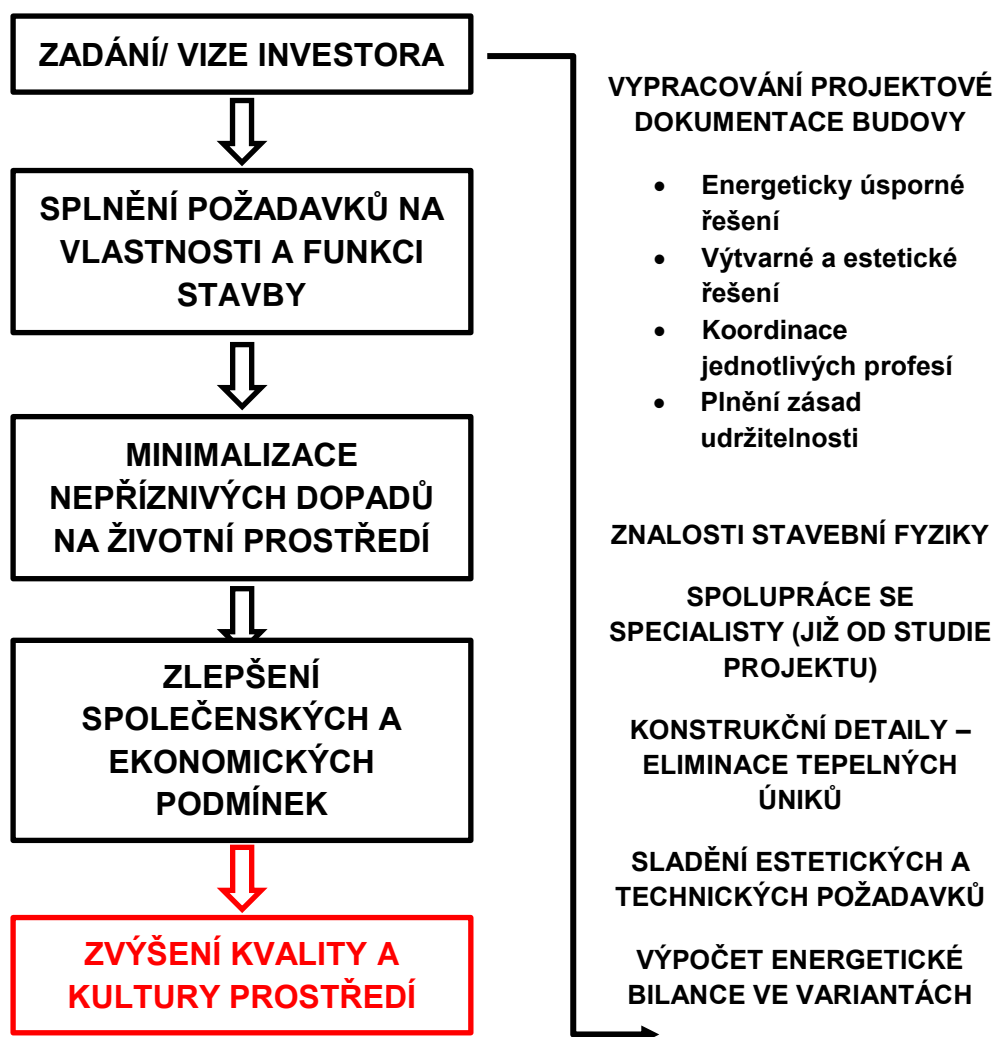 ZADÁNÍ/ VIZE INVESTORA
SPLNĚNÍ POŽADAVKŮ NA
VLASTNOSTI A FUNKCI
STAVBY
MINIMALIZACE
NEPŘÍZNIVÝCH DOPADŮ
NA ŽIVOTNÍ PROSTŘEDÍ
ZLEPŠENÍ
SPOLEČENSKÝCH A
EKONOMICKÝCH
PODMÍNEK
ZVÝŠENÍ KVALITY A
KULTURY PROSTŘEDÍ
VYPRACOVÁNÍ PROJEKTOVÉ
DOKUMENTACE BUDOVY
• Energeticky úsporné
řešení
• Výtvarné a estetické
řešení
• Koordinace
jednotlivých profesí
• Plnění zásad
udržitelnosti
ZNALOSTI STAVEBNÍ FYZIKY
SPOLUPRÁCE SE
SPECIALISTY (JIŽ OD STUDIE
PROJEKTU)
KONSTRUKČNÍ DETAILY –
ELIMINACE TEPELNÝCH
ÚNIKŮ
SLADĚNÍ ESTETICKÝCH A
TECHNICKÝCH POŽADAVKŮ
VÝPOČET ENERGETICKÉ
BILANCE VE VARIANTÁCH